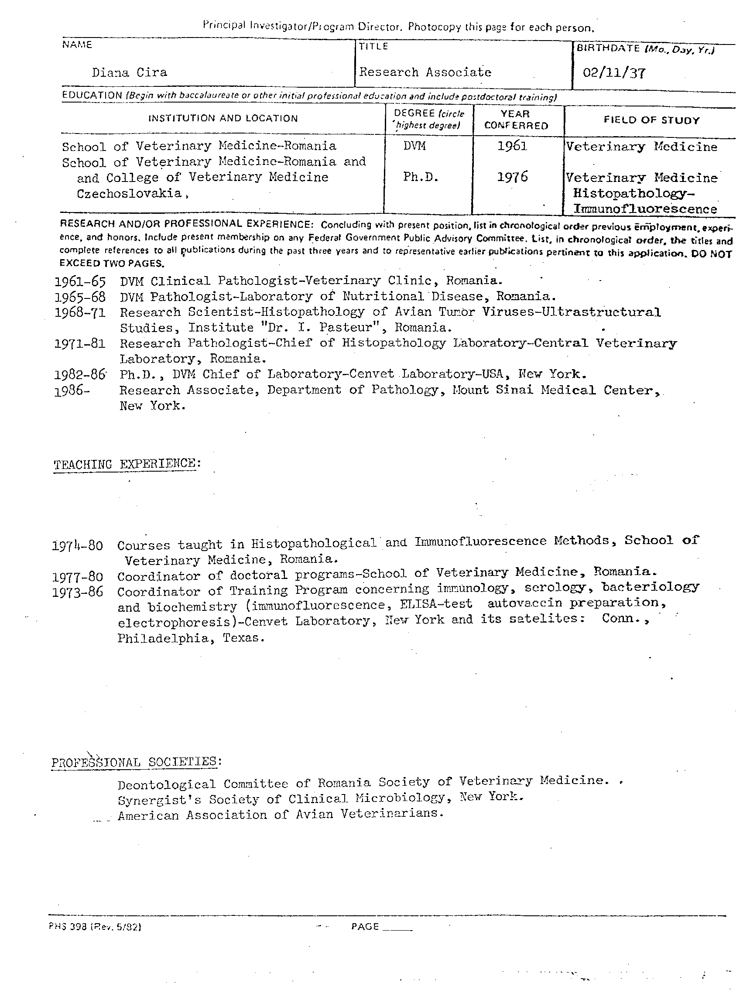 Principal Investigator/Program Director. Photocopy this page for each person.
NAME
TITLE
BIRTHDATE (Mo., Day, Yr.)
Diana Cira
Research Associate
02/11/37
EDUCATION (Begin with baccalaureate or other initial professional education and include postdoctoral training)
INSTITUTION AND LOCATION
DEGREE (circle highest degree)
YEAR CONFERRED
FIELD OF STUDY
School of Veterinary Medicine-Romania DVM 1961 Veterinary Medicine
School of Veterinary Medicine-Romania and
and College of Veterinary Medicine Ph.D. 1976 Veterinary Medicine
Czechoslovakia, Histopathology-
Immunofluorescence
RESEARCH AND/OR PROFESSIONAL EXPERIENCE: Concluding with present position, list in chronological order previous employment, experi-
ence, and honors. Include present membership on any Federal Government Public Advisory Committee. List, in chronological order, the titles and
complete references to all publications during the past three years and to representative earlier publications pertinent to this application. DO NOT
EXCEED TWO PAGES.
1961-65 DVM Clinical Pathologist-Veterinary Clinic, Romania.
1965-68 DVM Pathologist-Laboratory of Nutritional Disease, Romania.
1968-71 Research Scientist-Histopathology of Avian Tumor Viruses-Ultrastructural
Studies, Institute "Dr. I. Pasteur", Romania.
1971-81 Research Pathologist-Chief of Histopathology Laboratory-Central Veterinary
Laboratory, Romania.
1982-86 Ph.D., DVM Chief of Laboratory-Cenvet Laboratory-USA, New York.
1986- Research Associate, Department of Pathology, Mount Sinai Medical Center,
New York.
TEACHING EXPERIENCE:
1974-80 Courses taught in Histopathological and Immunofluorescence Methods, School of
Veterinary Medicine, Romania.
1977-80 Coordinator of doctoral programs-School of Veterinary Medicine, Romania.
1973-86 Coordinator of Training Program concerning immunology, serology, bacteriology
and biochemistry (immunofluorescence, ELISA-test autovaccin preparation,
electrophoresis)-Cenvet Laboratory, New York and its satelites: Conn.,
Philadelphia, Texas.
PROFESSIONAL SOCIETIES:
Deontological Committee of Romania Society of Veterinary Medicine.
Synergist's Society of Clinical Microbiology, New York.
American Association of Avian Veterinarians.
PHS 398 (Rev. 5/82)
PAGE